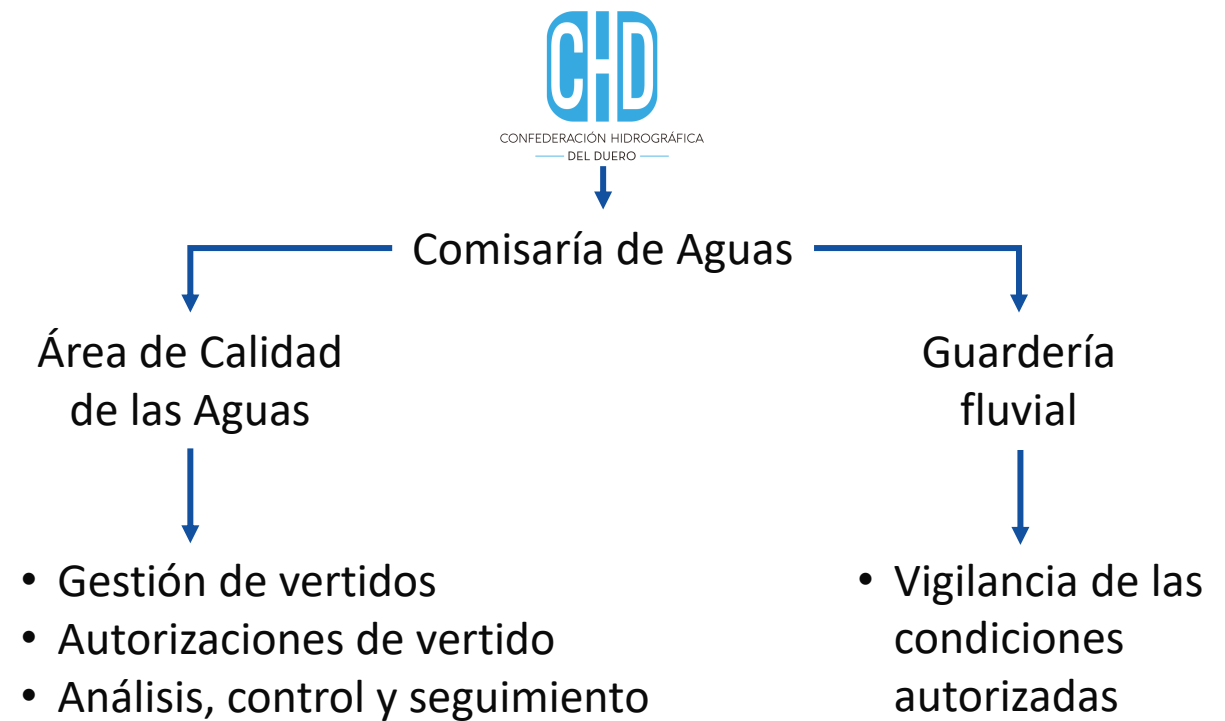 CHD
CONFEDERACIÓN HIDROGRÁFICA
DEL DUERO
Comisaría de Aguas
Área de Calidad
de las Aguas
Guardería
fluvial
• Gestión de vertidos
• Autorizaciones de vertido
• Análisis, control y seguimiento
• Vigilancia de las
condiciones
autorizadas